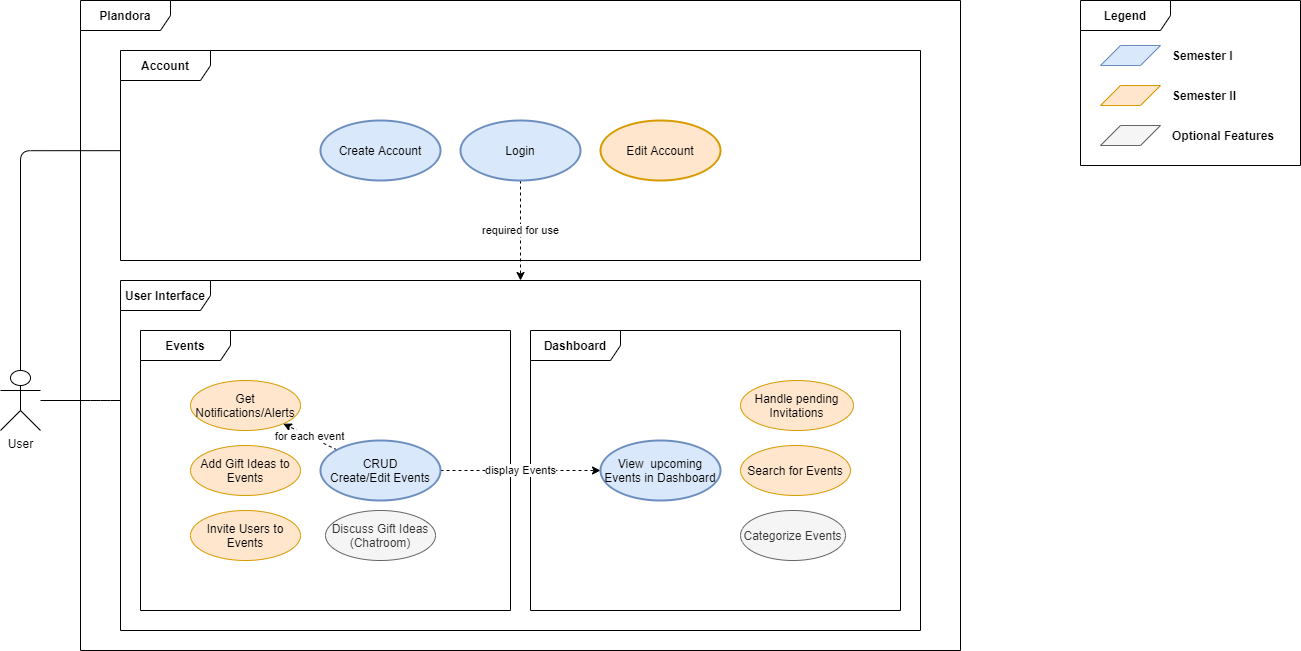 Plandora
Legend
Semester I
Semester II
Optional Features
Account
Create Account
Login
Edit Account
required for use
User Interface
Events
Get
Notifications/Alerts
for each event
Add Gift Ideas to
Events
CRUD
Create/Edit Events
display Events
Invite Users to
Events
Discuss Gift Ideas
(Chatroom)
Dashboard
Handle pending
Invitations
View upcoming
Events in Dashboard
Search for Events
Categorize Events
User